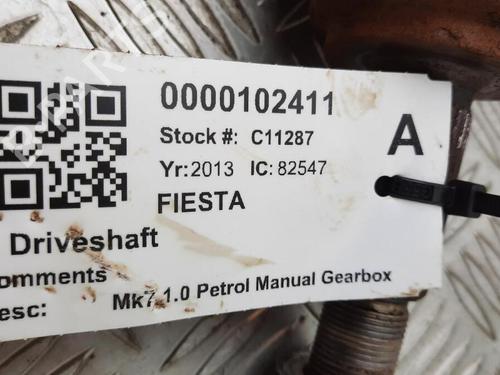 0000102411
Stock #: C11287
A
Yr: 2013 IC: 82547
FIESTA
Driveshaft
omments
esc: Mk7 1.0 Petrol Manual Gearbox